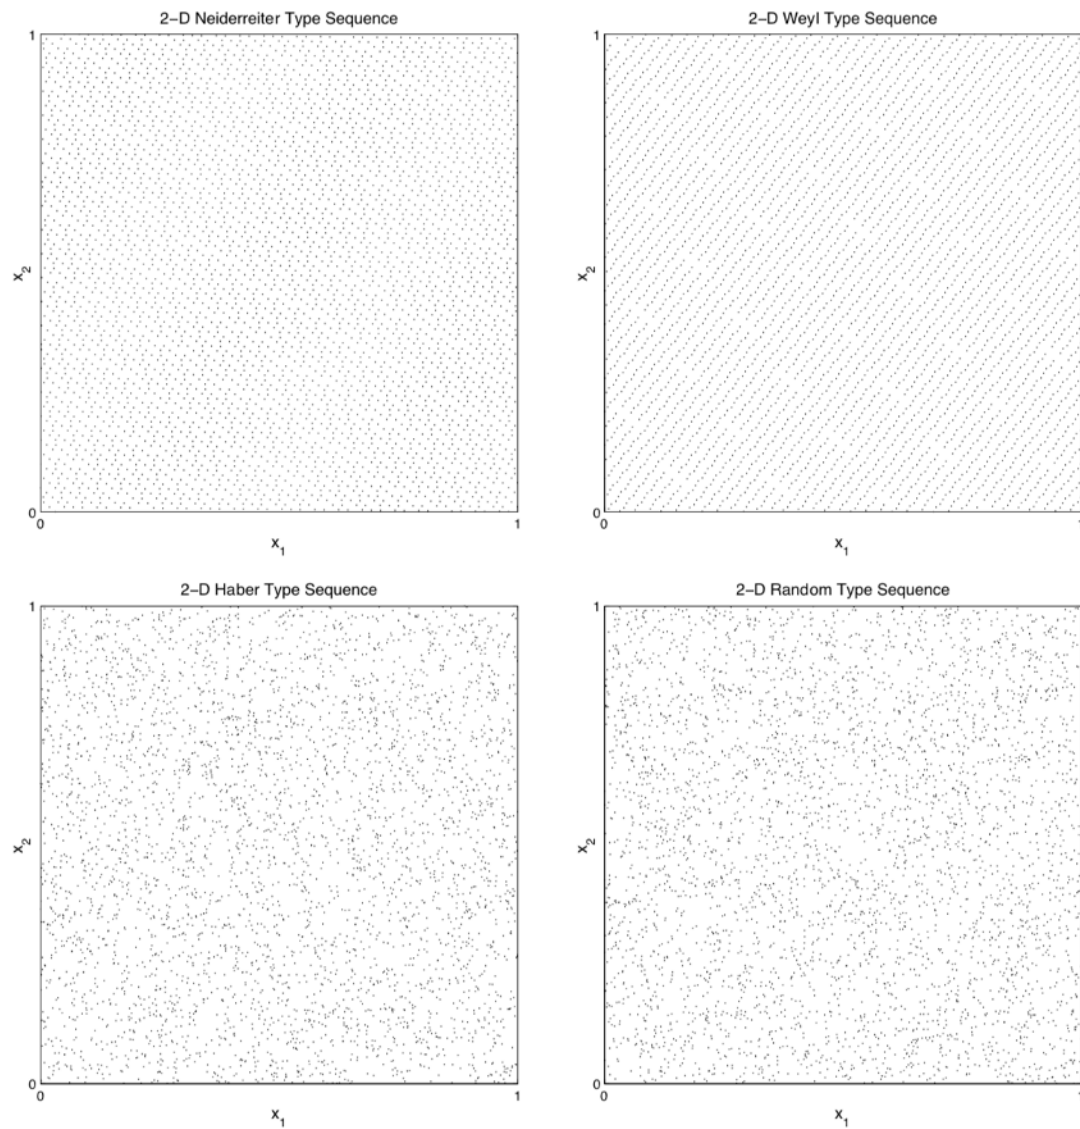 2–D Neiderreiter Type Sequence
1
x2
0
0
1
x1
2–D Weyl Type Sequence
1
x2
0
0
1
x1
2–D Haber Type Sequence
1
x2
0
0
1
x1
2–D Random Type Sequence
1
x2
0
0
1
x1